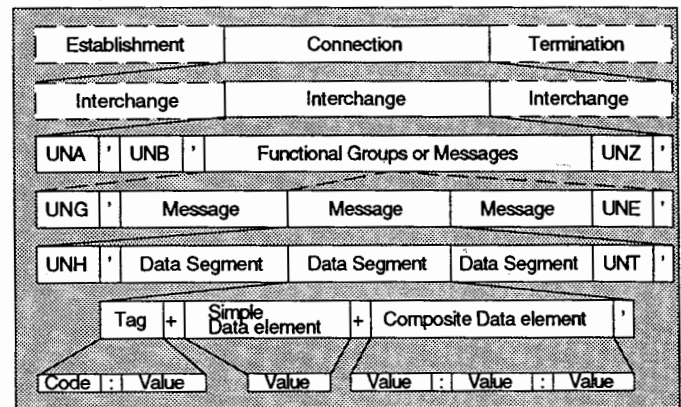 Establishment Connection Termination
Interchange Interchange Interchange
UNA ' UNB ' Functional Groups or Messages UNZ '
UNG ' Message Message Message UNE '
UNH ' Data Segment Data Segment Data Segment UNT '
Tag + Simple Data element + Composite Data element '
Code : Value Value Value : Value : Value